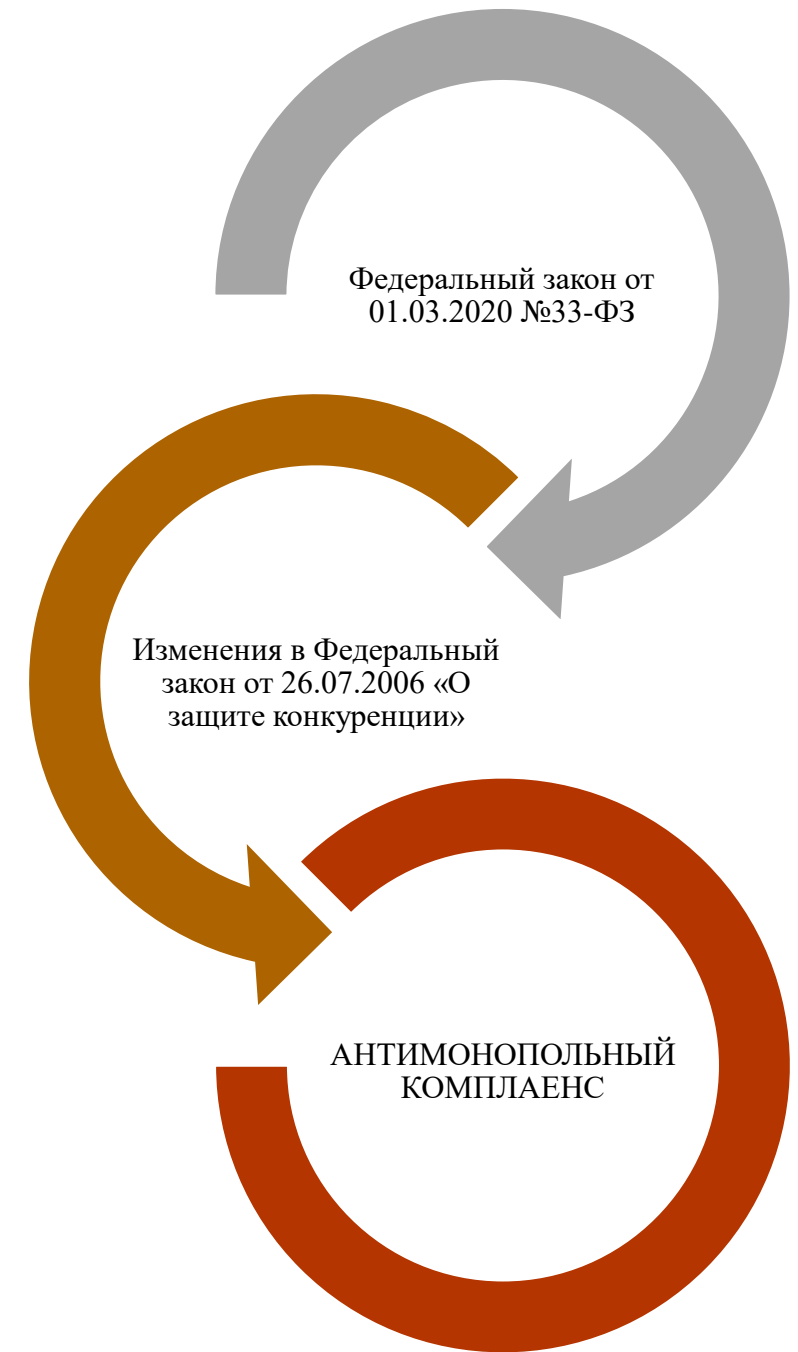 Федеральный закон от
01.03.2020 №33-ФЗ
Изменения в Федеральный
закон от 26.07.2006 «О
защите конкуренции»
АНТИМОНОПОЛЬНЫЙ
КОМПЛАЕНС